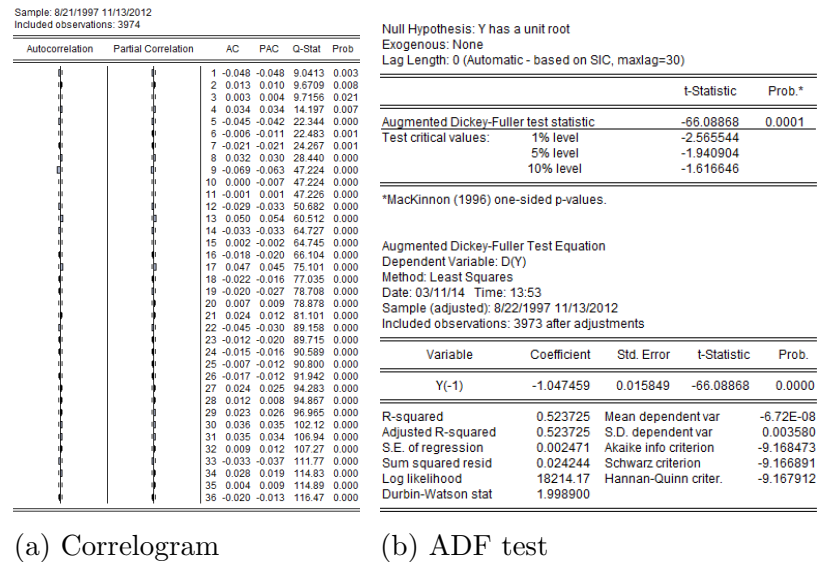 Sample: 8/21/1997 11/13/2012
Included observations: 3974
Autocorrelation Partial Correlation AC PAC Q-Stat Prob
1 -0.048 -0.048 9.0413 0.003
2 0.013 0.010 9.6709 0.008
3 0.003 0.004 9.7156 0.021
4 0.034 0.034 14.197 0.007
5 -0.045 -0.042 22.344 0.000
6 -0.006 -0.011 22.483 0.001
7 -0.021 -0.021 24.267 0.001
8 0.032 0.030 28.440 0.000
9 -0.069 -0.063 47.224 0.000
10 0.000 -0.007 47.224 0.000
11 -0.001 0.001 47.226 0.000
12 -0.029 -0.033 50.682 0.000
13 0.050 0.054 60.512 0.000
14 -0.033 -0.033 64.727 0.000
15 0.002 -0.002 64.745 0.000
16 -0.018 -0.020 66.104 0.000
17 0.047 0.045 75.101 0.000
18 -0.022 -0.016 77.035 0.000
19 -0.020 -0.027 78.708 0.000
20 0.007 0.009 78.878 0.000
21 0.024 0.012 81.101 0.000
22 -0.045 -0.030 89.158 0.000
23 -0.012 -0.020 89.715 0.000
24 -0.015 -0.016 90.589 0.000
25 -0.007 -0.012 90.800 0.000
26 -0.017 -0.012 91.942 0.000
27 0.024 0.025 94.283 0.000
28 0.012 0.008 94.867 0.000
29 0.023 0.026 96.965 0.000
30 0.036 0.035 102.12 0.000
31 0.035 0.034 106.94 0.000
32 0.009 0.012 107.27 0.000
33 -0.033 -0.037 111.77 0.000
34 0.028 0.019 114.83 0.000
35 0.004 0.009 114.89 0.000
36 -0.020 -0.013 116.47 0.000
(a) Correlogram
Null Hypothesis: Y has a unit root
Exogenous: None
Lag Length: 0 (Automatic - based on SIC, maxlag=30)
t-Statistic Prob.*
Augmented Dickey-Fuller test statistic -66.08868 0.0001
Test critical values: 1% level -2.565544
5% level -1.940904
10% level -1.616646
*MacKinnon (1996) one-sided p-values.
Augmented Dickey-Fuller Test Equation
Dependent Variable: D(Y)
Method: Least Squares
Date: 03/11/14 Time: 13:53
Sample (adjusted): 8/22/1997 11/13/2012
Included observations: 3973 after adjustments
Variable Coefficient Std. Error t-Statistic Prob.
Y(-1) -1.047459 0.015849 -66.08868 0.0000
R-squared 0.523725 Mean dependent var -6.72E-08
Adjusted R-squared 0.523725 S.D. dependent var 0.003580
S.E. of regression 0.002471 Akaike info criterion -9.168473
Sum squared resid 0.024244 Schwarz criterion -9.166891
Log likelihood 18214.17 Hannan-Quinn criter. -9.167912
Durbin-Watson stat 1.998900
(b) ADF test